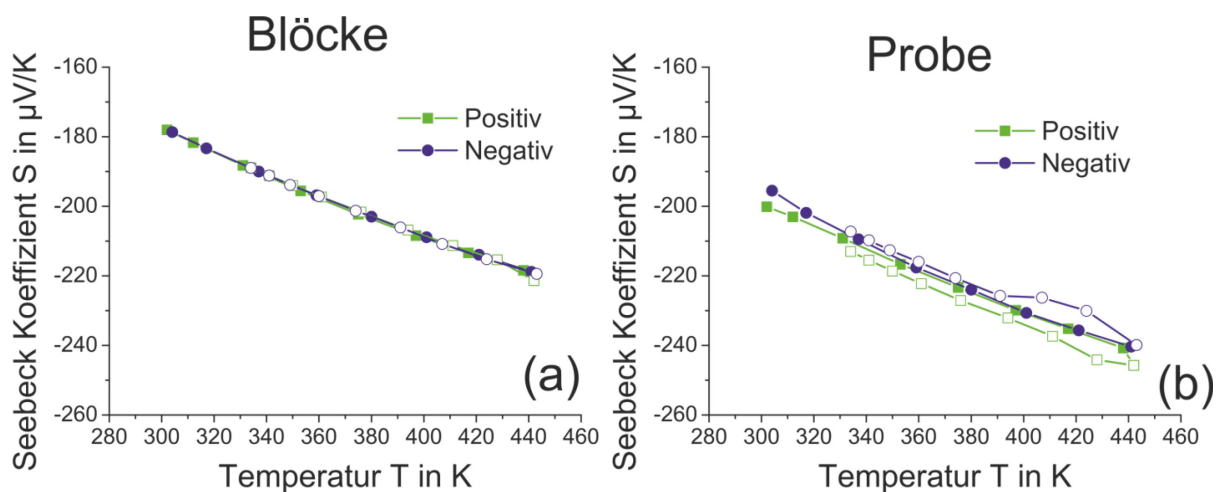 Blöcke
Seebeck Koeffizient S in µV/K
-160
-180
-200
-220
-240
-260
280 300 320 340 360 380 400 420 440 460
Temperatur T in K
Positiv
Negativ
(a)
Probe
Seebeck Koeffizient S in µV/K
-160
-180
-200
-220
-240
-260
280 300 320 340 360 380 400 420 440 460
Temperatur T in K
Positiv
Negativ
(b)